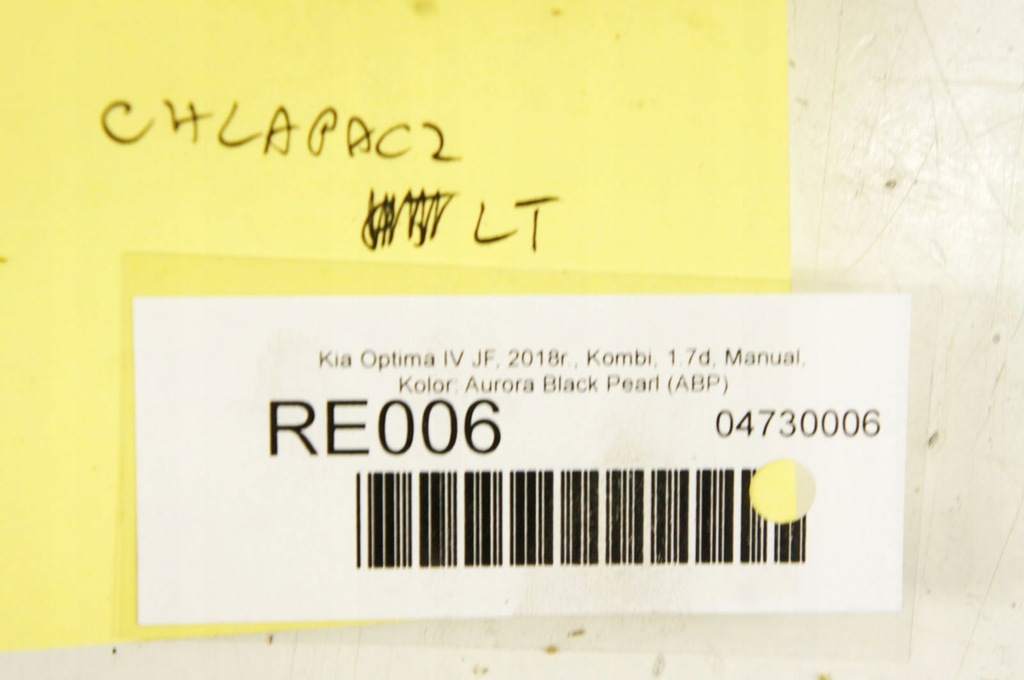 CHLAPACZ
LT
Kia Optima IV JF, 2018r., Kombi, 1.7d, Manual,
Kolor: Aurora Black Pearl (ABP)
RE006 04730006